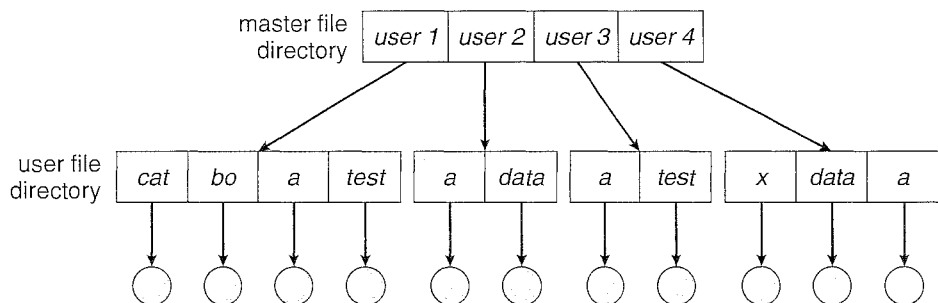 master file
directory
user 1 user 2 user 3 user 4
user file
directory
cat bo a test a data a test x data a